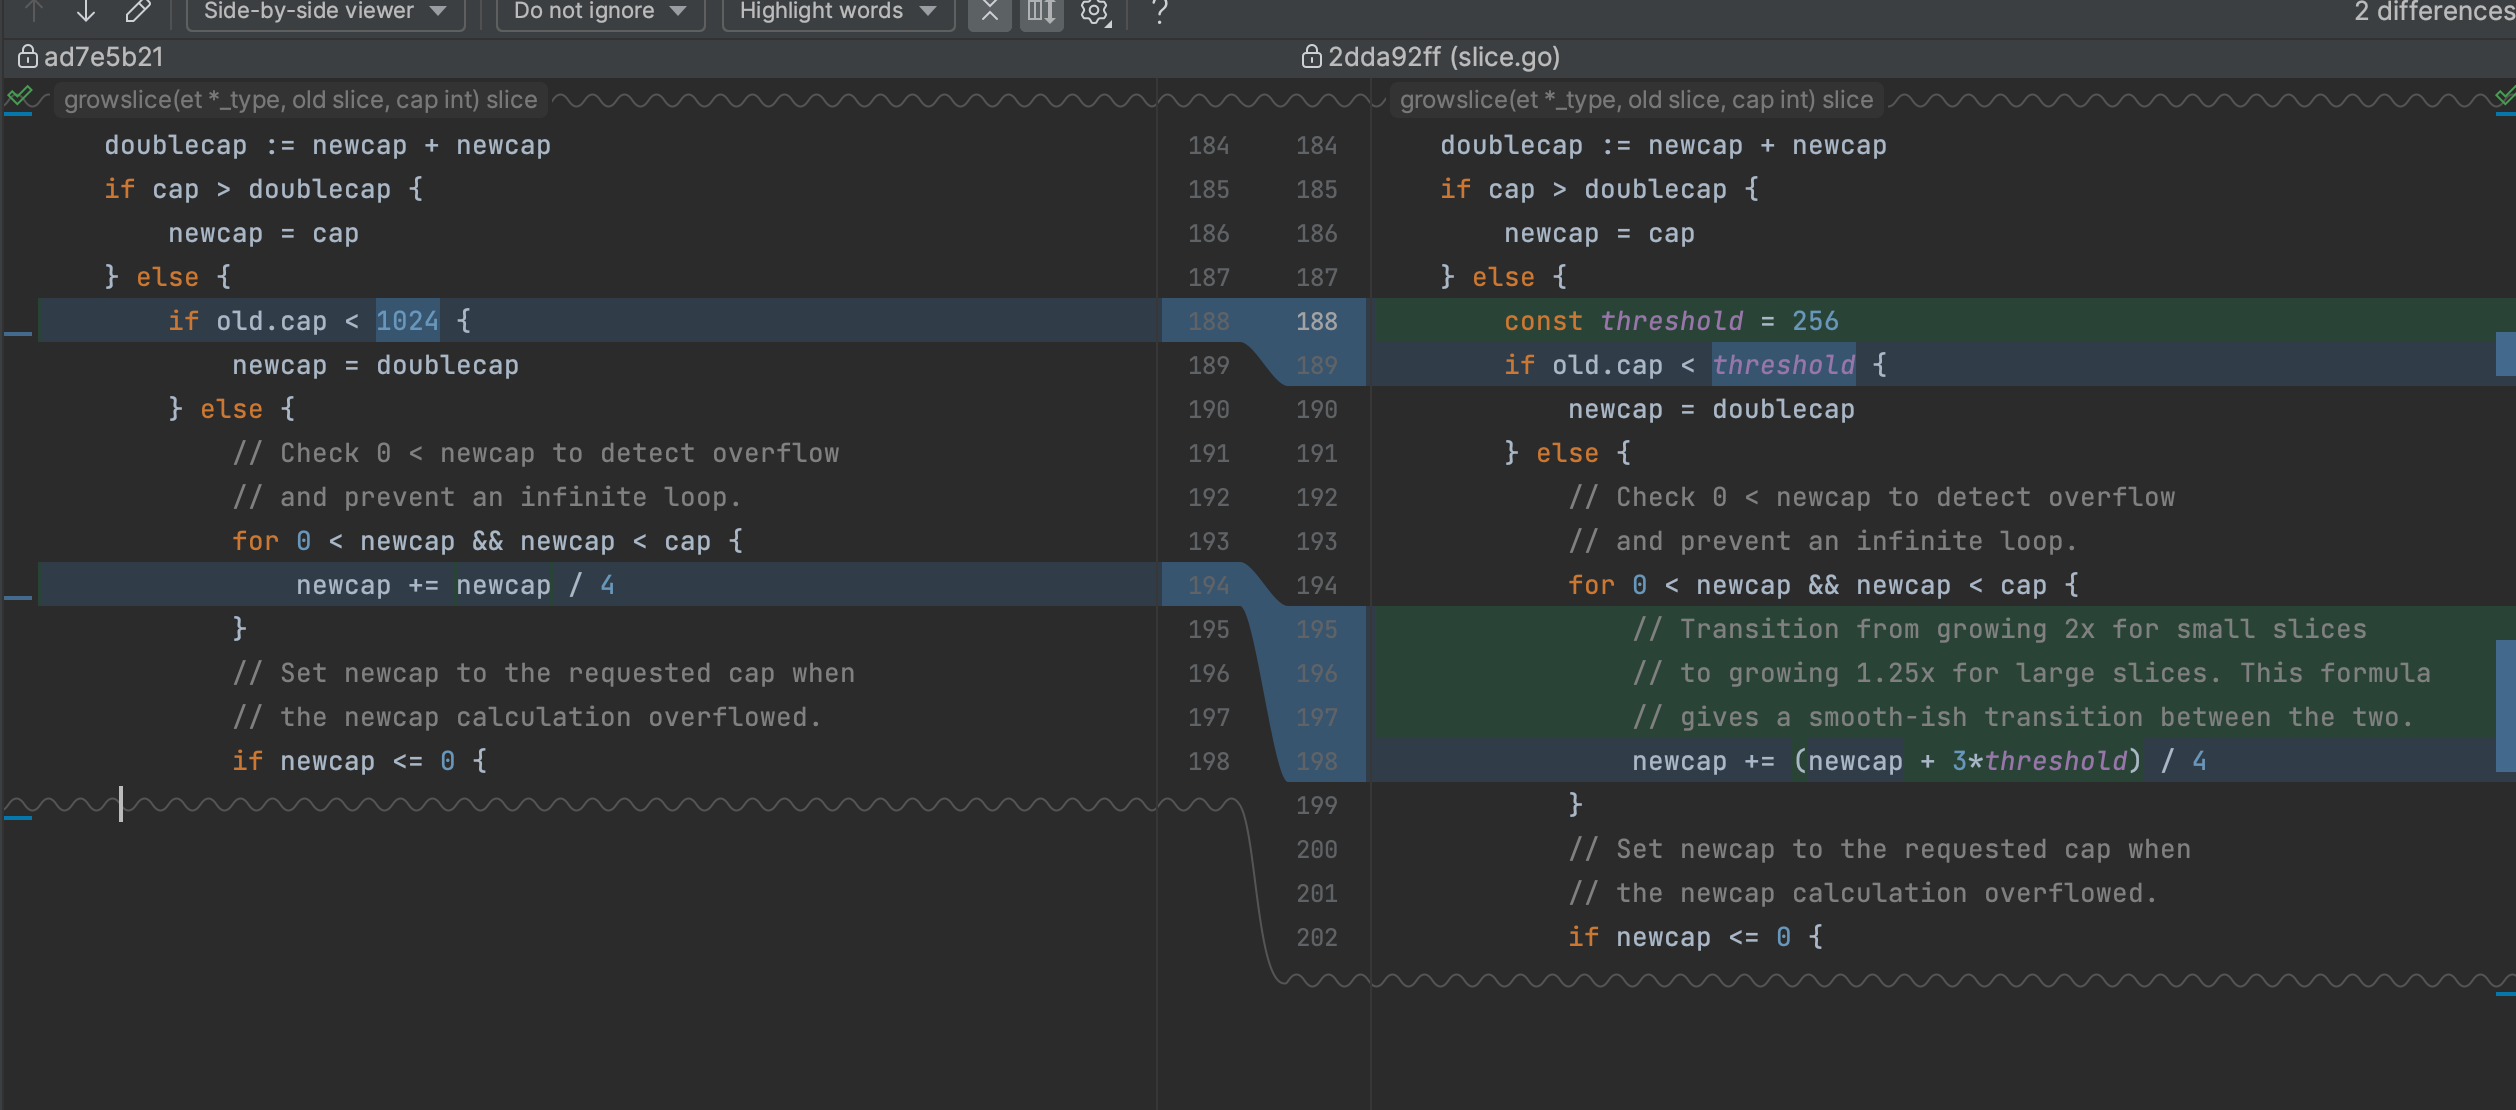 Side-by-side viewer Do not ignore Highlight words ? 2 differences
ad7e5b21
growslice(et *_type, old slice, cap int) slice
184 doublecap := newcap + newcap
185 if cap > doublecap {
186 newcap = cap
187 } else {
188 if old.cap < 1024 {
189 newcap = doublecap
190 } else {
191 // Check 0 < newcap to detect overflow
192 // and prevent an infinite loop.
193 for 0 < newcap && newcap < cap {
194 newcap += newcap / 4
195 }
196 // Set newcap to the requested cap when
197 // the newcap calculation overflowed.
198 if newcap <= 0 {
2dda92ff (slice.go)
growslice(et *_type, old slice, cap int) slice
184 doublecap := newcap + newcap
185 if cap > doublecap {
186 newcap = cap
187 } else {
188 const threshold = 256
189 if old.cap < threshold {
190 newcap = doublecap
191 } else {
192 // Check 0 < newcap to detect overflow
193 // and prevent an infinite loop.
194 for 0 < newcap && newcap < cap {
195 // Transition from growing 2x for small slices
196 // to growing 1.25x for large slices. This formula
197 // gives a smooth-ish transition between the two.
198 newcap += (newcap + 3*threshold) / 4
199 }
200 // Set newcap to the requested cap when
201 // the newcap calculation overflowed.
202 if newcap <= 0 {